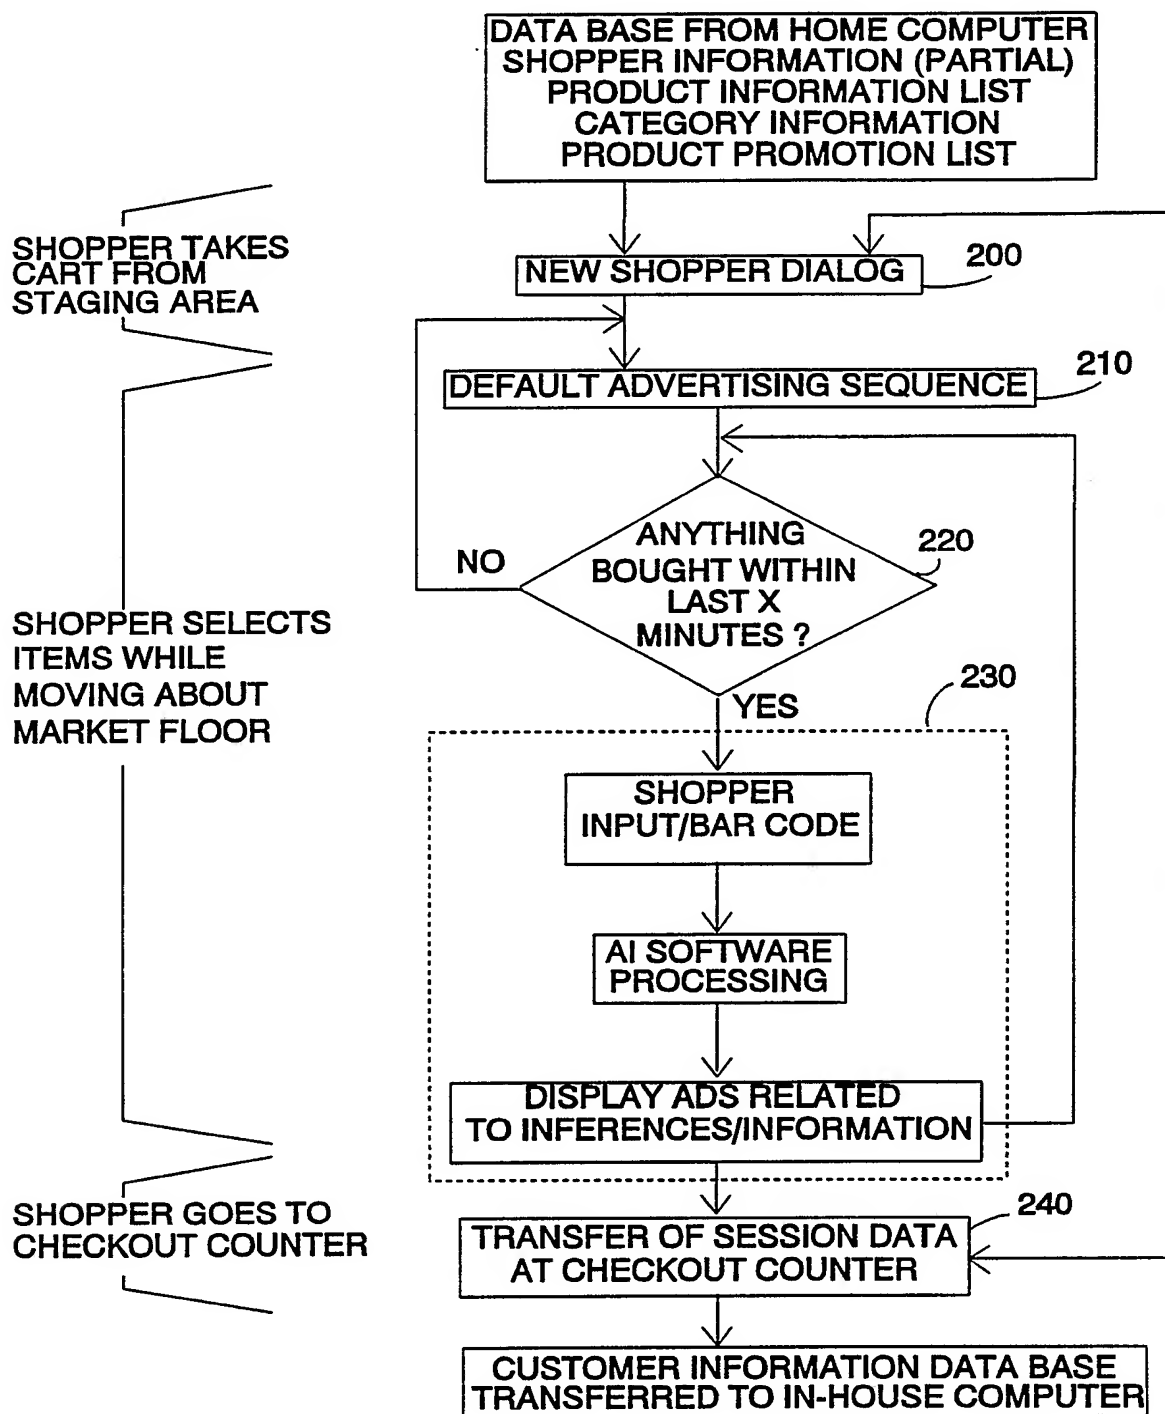 DATA BASE FROM HOME COMPUTER
SHOPPER INFORMATION (PARTIAL)
PRODUCT INFORMATION LIST
CATEGORY INFORMATION
PRODUCT PROMOTION LIST
SHOPPER TAKES
CART FROM
STAGING AREA
NEW SHOPPER DIALOG
200
DEFAULT ADVERTISING SEQUENCE
210
ANYTHING
BOUGHT WITHIN
LAST X
MINUTES ?
220
NO
YES
230
SHOPPER SELECTS
ITEMS WHILE
MOVING ABOUT
MARKET FLOOR
SHOPPER
INPUT/BAR CODE
AI SOFTWARE
PROCESSING
DISPLAY ADS RELATED
TO INFERENCES/INFORMATION
SHOPPER GOES TO
CHECKOUT COUNTER
TRANSFER OF SESSION DATA
AT CHECKOUT COUNTER
240
CUSTOMER INFORMATION DATA BASE
TRANSFERRED TO IN-HOUSE COMPUTER